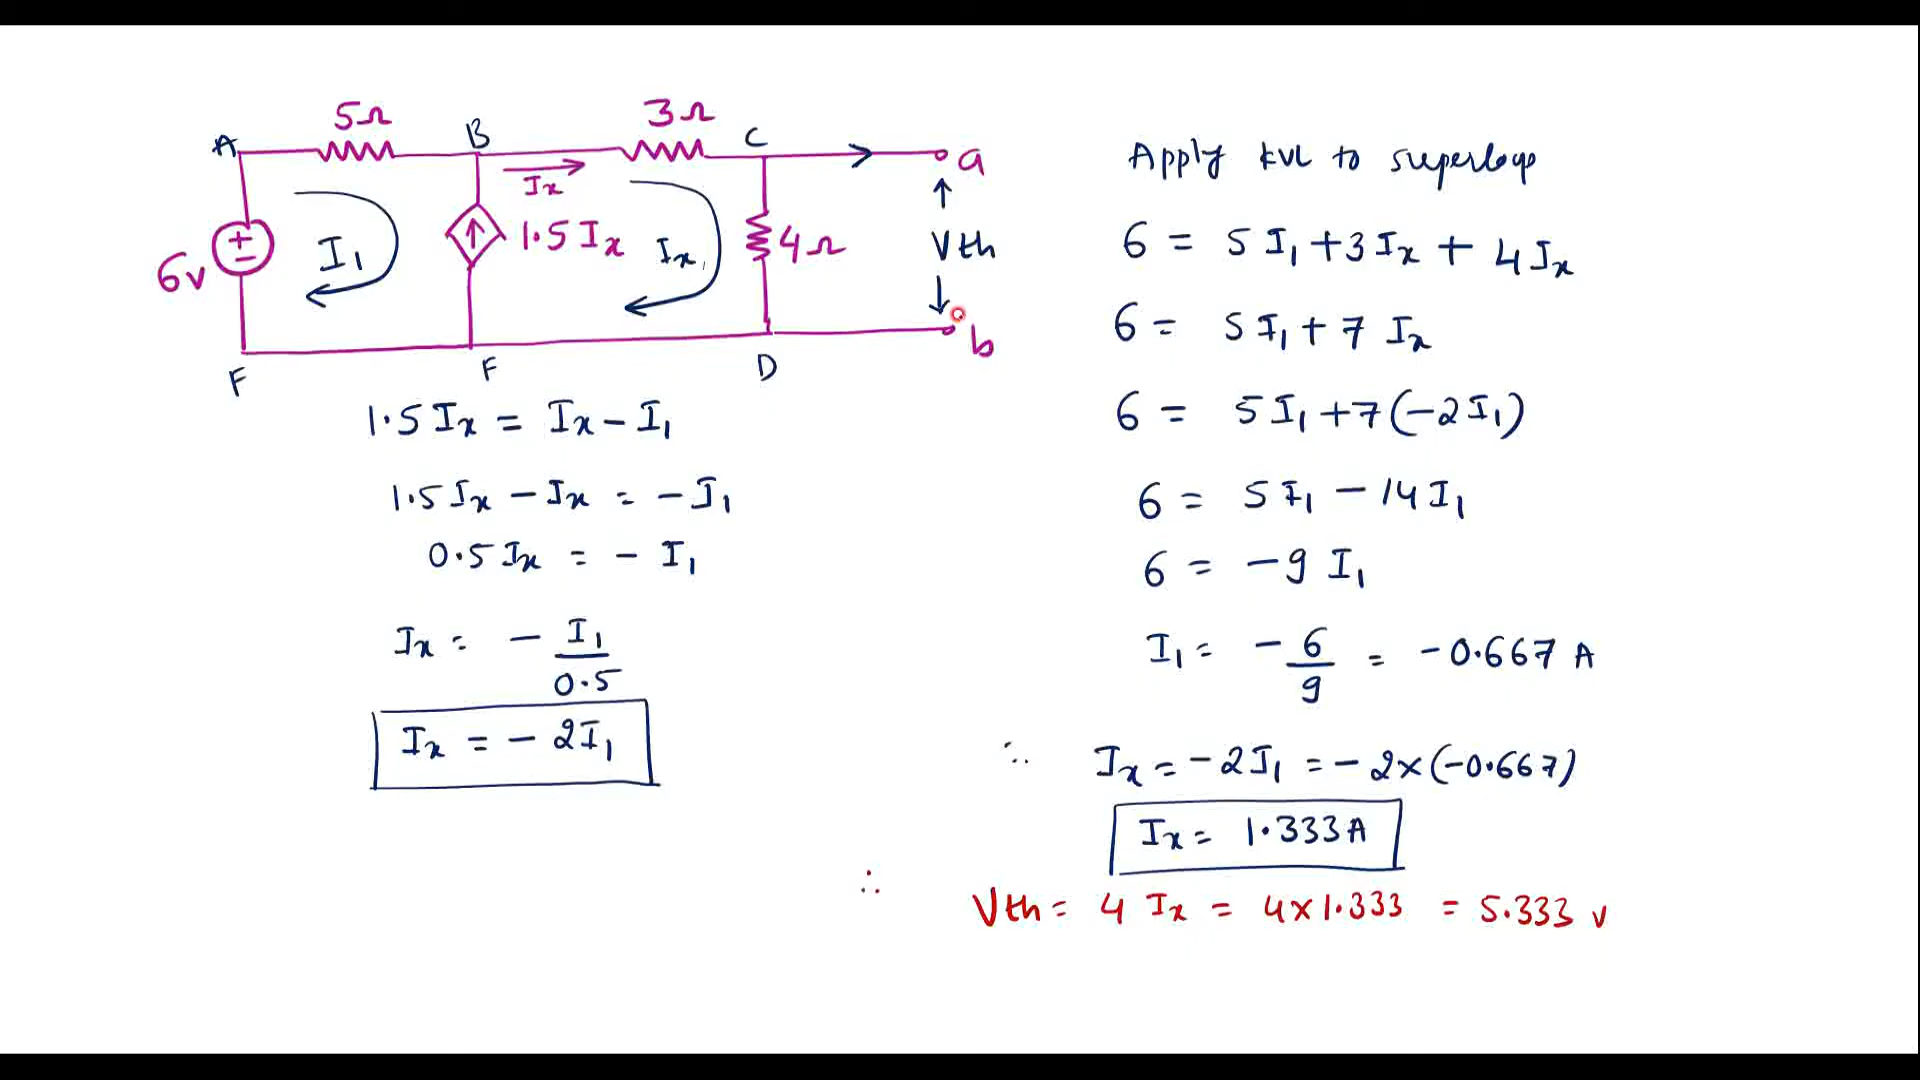 5Ω
3Ω
A
B
C
a
Ix
6v
+
−
I1
1.5 Ix
Ix
4Ω
Vth
b
F
F
D
1.5 Ix = Ix − I1
1.5 Ix − Ix = − I1
0.5 Ix = − I1
Ix = − I1/0.5
Ix = − 2I1
Apply KVL to superloop
6 = 5 I1 + 3 Ix + 4 Ix
6 = 5 I1 + 7 Ix
6 = 5 I1 + 7 (−2 I1)
6 = 5 I1 − 14 I1
6 = − 9 I1
I1 = − 6/9 = − 0.667 A
∴ Ix = − 2 I1 = − 2 × (−0.667)
Ix = 1.333 A
∴ Vth = 4 Ix = 4 × 1.333 = 5.333 v